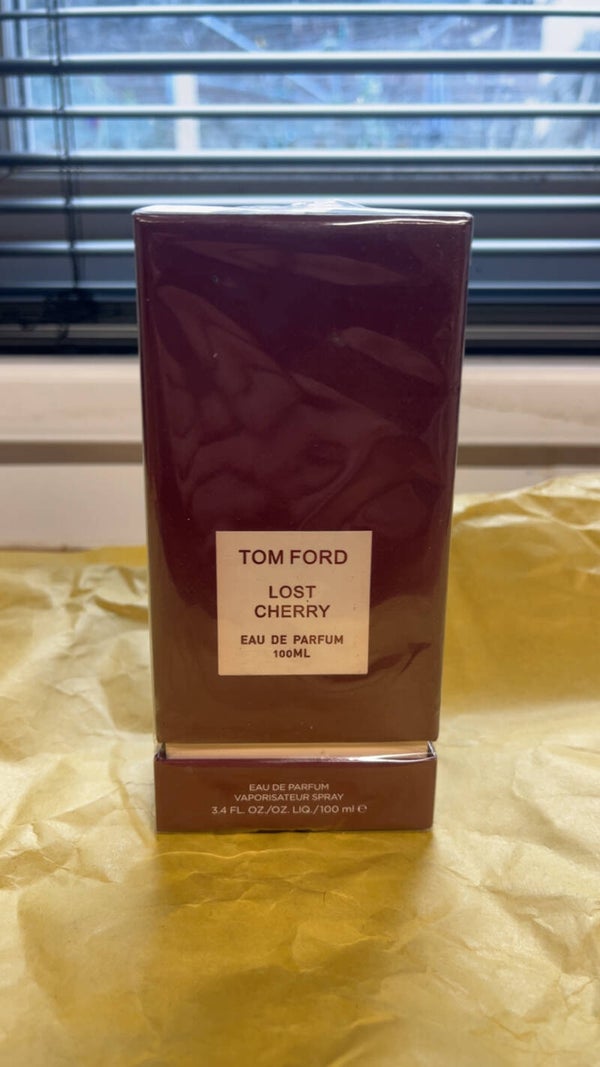 TOM FORD
LOST
CHERRY
EAU DE PARFUM
100ML
EAU DE PARFUM
VAPORISATEUR SPRAY
3.4 FL. OZ./OZ. LIQ./100 ml ℮